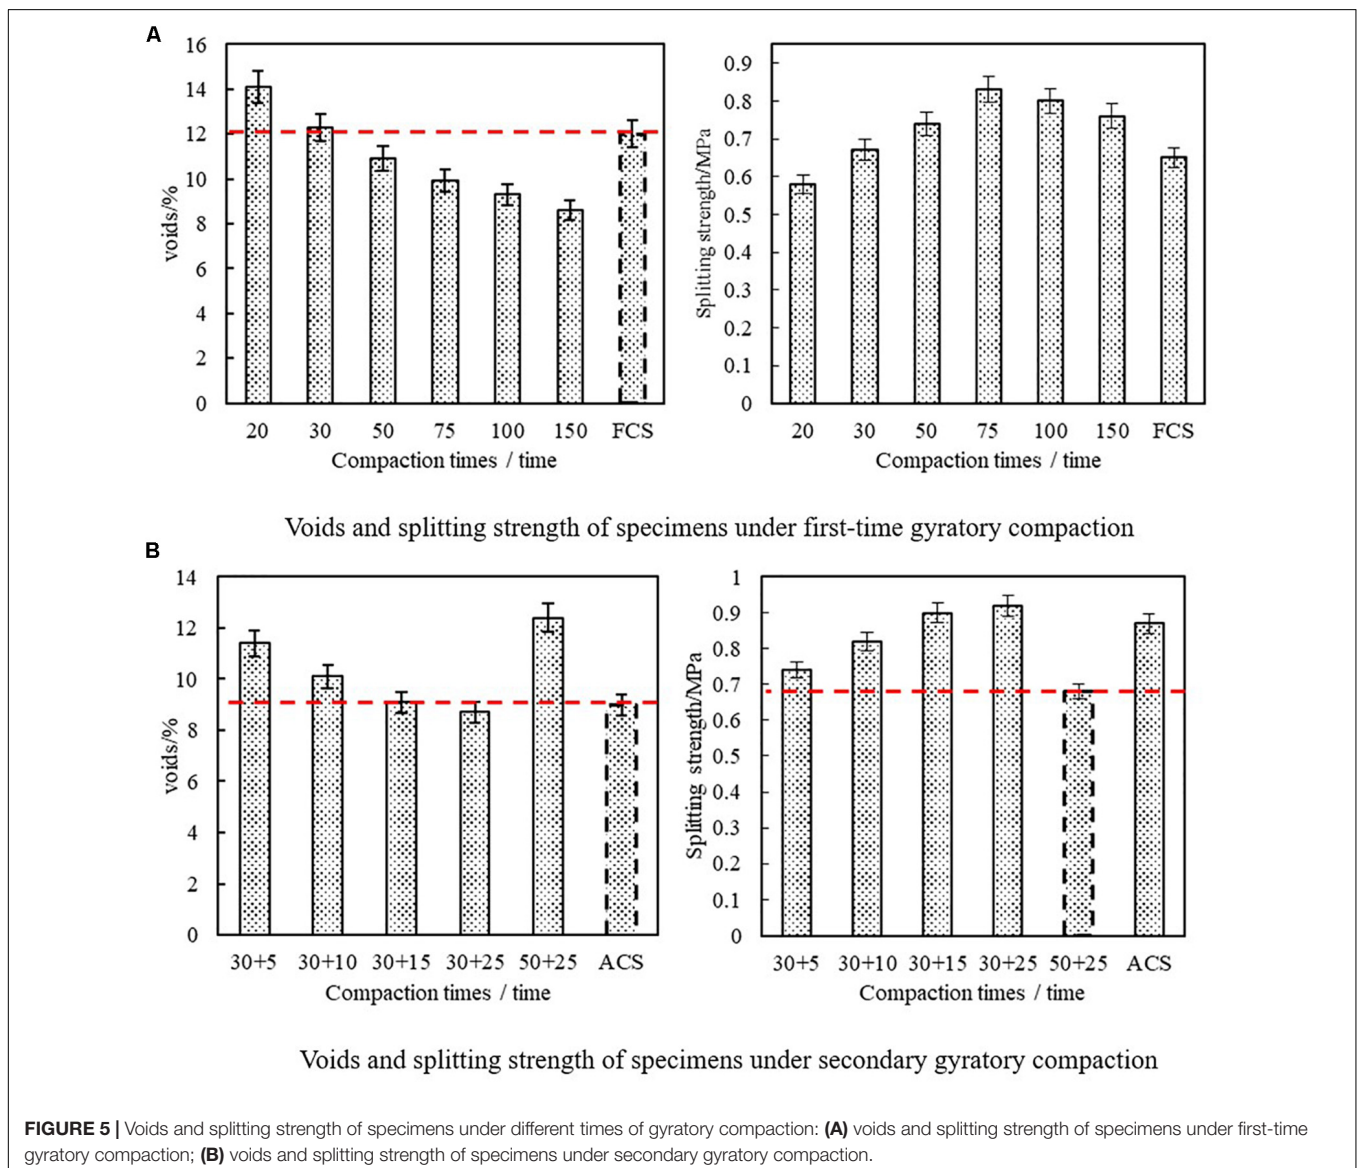 A
16
14
12
10
8
6
4
2
0
voids/%
20 30 50 75 100 150 FCS
Compaction times / time
0.9
0.8
0.7
0.6
0.5
0.4
0.3
0.2
0.1
0
Splitting strength/MPa
20 30 50 75 100 150 FCS
Compaction times / time
Voids and splitting strength of specimens under first-time gyratory compaction
B
14
12
10
8
6
4
2
0
voids/%
30+5 30+10 30+15 30+25 50+25 ACS
Compaction times / time
1
0.9
0.8
0.7
0.6
0.5
0.4
0.3
0.2
0.1
0
Splitting strength/MPa
30+5 30+10 30+15 30+25 50+25 ACS
Compaction times / time
Voids and splitting strength of specimens under secondary gyratory compaction
FIGURE 5 | Voids and splitting strength of specimens under different times of gyratory compaction: (A) voids and splitting strength of specimens under first-time
gyratory compaction; (B) voids and splitting strength of specimens under secondary gyratory compaction.